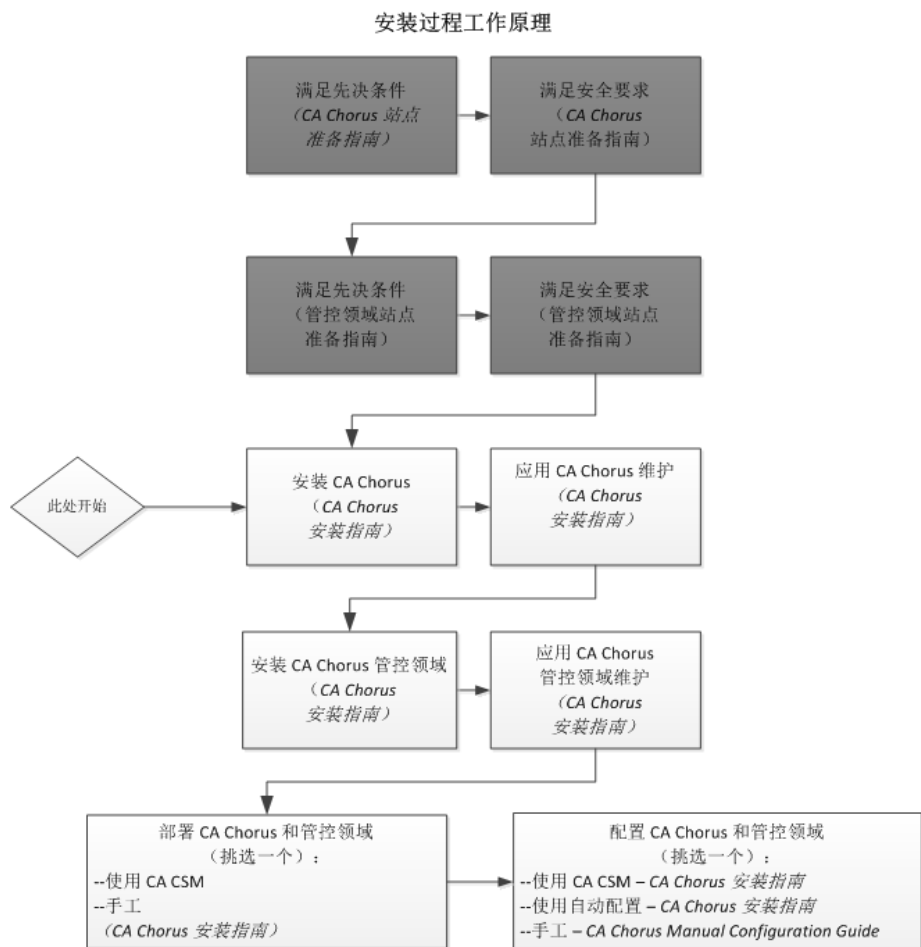 安装过程工作原理
满足先决条件
（CA Chorus 站点
准备指南）
满足安全要求
（CA Chorus
站点准备指南）
满足先决条件
（管控领域站点
准备指南）
满足安全要求
（管控领域站点
准备指南）
此处开始
安装 CA Chorus
（CA Chorus
安装指南）
应用 CA Chorus 维护
（CA Chorus
安装指南）
安装 CA Chorus 管控领域
（CA Chorus
安装指南）
应用 CA Chorus
管控领域维护
（CA Chorus
安装指南）
部署 CA Chorus 和管控领域
（挑选一个）：
--使用 CA CSM
--手工
（CA Chorus 安装指南）
配置 CA Chorus 和管控领域
（挑选一个）：
--使用 CA CSM – CA Chorus 安装指南
--使用自动配置 – CA Chorus 安装指南
--手工 – CA Chorus Manual Configuration Guide